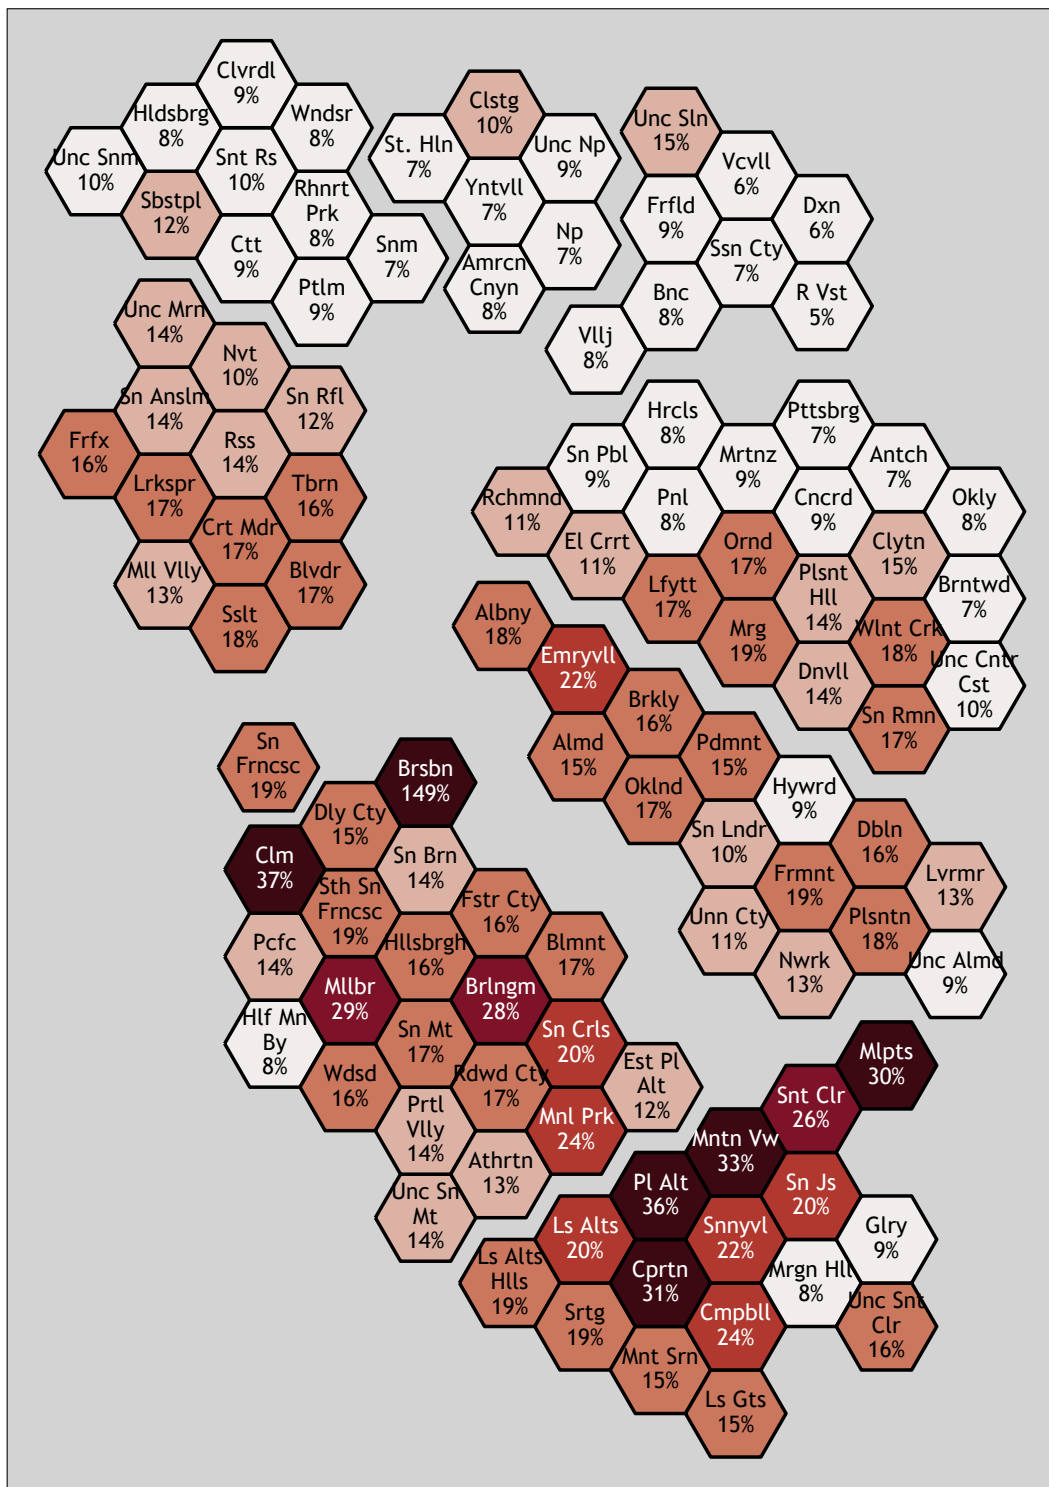 Clvrdl
9%
Hldsbrg
8%
Wndsr
8%
Unc Snm
10%
Snt Rs
10%
Sbstpl
12%
Rhnrt
Prk
8%
Ctt
9%
Snm
7%
Ptlm
9%
Clstg
10%
St. Hln
7%
Unc Np
9%
Yntvll
7%
Np
7%
Amrcn
Cnyn
8%
Unc Sln
15%
Vcvll
6%
Frfld
9%
Dxn
6%
Ssn Cty
7%
Bnc
8%
R Vst
5%
Vllj
8%
Unc Mrn
14%
Nvt
10%
Sn Anslm
14%
Sn Rfl
12%
Frfx
16%
Rss
14%
Lrkspr
17%
Tbrn
16%
Crt Mdr
17%
Mll Vlly
13%
Blvdr
17%
Sslt
18%
Hrcls
8%
Pttsbrg
7%
Sn Pbl
9%
Mrtnz
9%
Antch
7%
Rchmnd
11%
Pnl
8%
Cncrd
9%
Okly
8%
El Crrt
11%
Ornd
17%
Clytn
15%
Lfytt
17%
Plsnt
Hll
14%
Brntwd
7%
Mrg
19%
Wlnt Crk
18%
Dnvll
14%
Unc Cntr
Cst
10%
Sn Rmn
17%
Albny
18%
Emryvll
22%
Brkly
16%
Almd
15%
Pdmnt
15%
Oklnd
17%
Hywrd
9%
Sn Lndr
10%
Dbln
16%
Frmnt
19%
Lvrmr
13%
Unn Cty
11%
Plsntn
18%
Nwrk
13%
Unc Almd
9%
Sn
Frncsc
19%
Brsbn
149%
Dly Cty
15%
Clm
37%
Sn Brn
14%
Sth Sn
Frncsc
19%
Fstr Cty
16%
Pcfc
14%
Hllsbrgh
16%
Blmnt
17%
Mllbr
29%
Brlngm
28%
Hlf Mn
By
8%
Sn Mt
17%
Sn Crls
20%
Wdsd
16%
Rdwd Cty
17%
Est Pl
Alt
12%
Prtl
Vlly
14%
Mnl Prk
24%
Athrtn
13%
Unc Sn
Mt
14%
Mlpts
30%
Snt Clr
26%
Mntn Vw
33%
Pl Alt
36%
Sn Js
20%
Ls Alts
20%
Snnyvl
22%
Glry
9%
Ls Alts
Hlls
19%
Cprtn
31%
Mrgn Hll
8%
Srtg
19%
Cmpbll
24%
Unc Snt
Clr
16%
Mnt Srn
15%
Ls Gts
15%